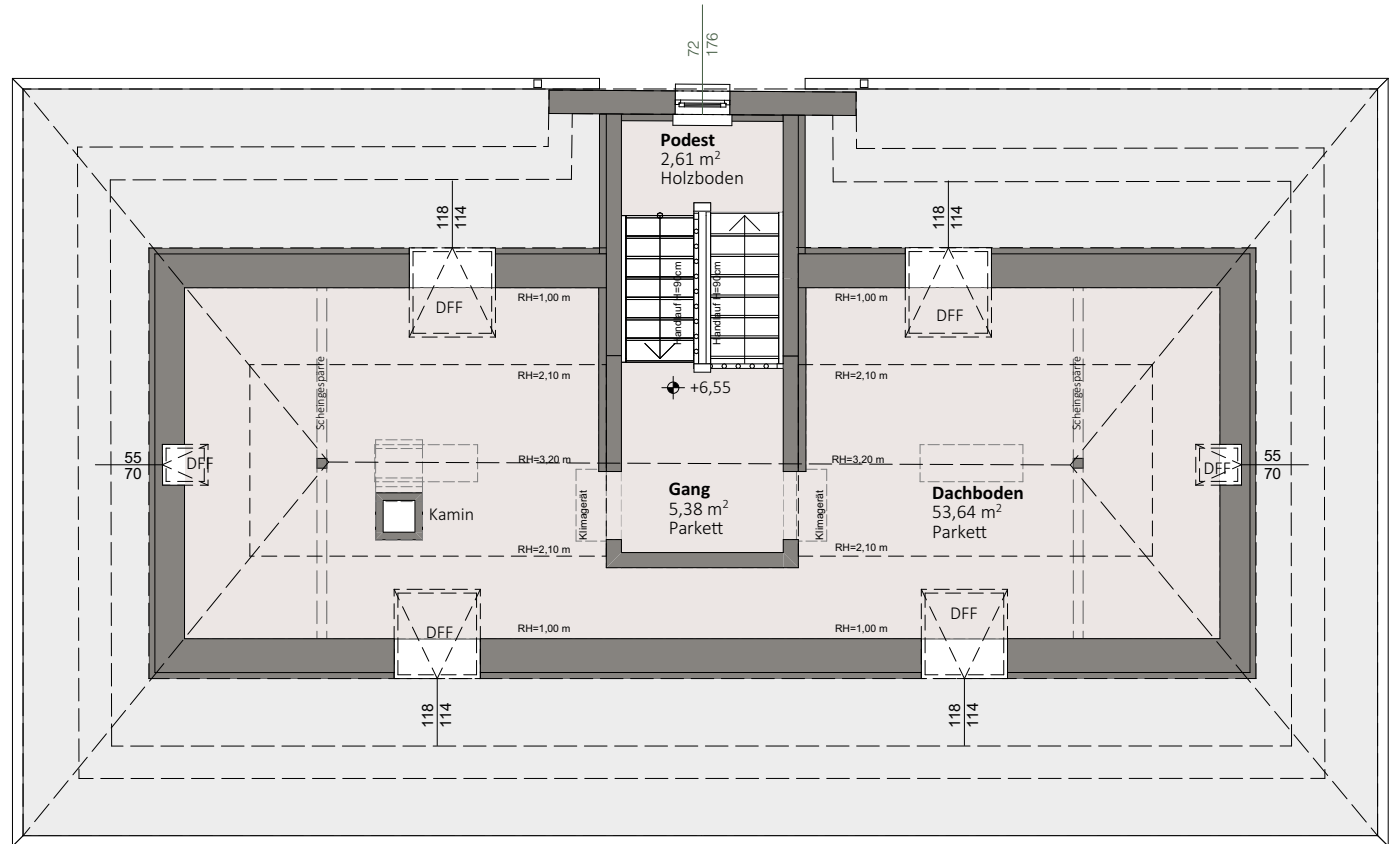 72
176
Podest
2,61 m²
Holzboden
118
114
118
114
DFF
DFF
Handlauf H=90cm
Handlauf H=90cm
RH=1,00 m
RH=1,00 m
Scheingesparre
Scheingesparre
RH=2,10 m
RH=2,10 m
+6,55
55
70
DFF
RH=3,20 m
RH=3,20 m
DFF
55
70
Kamin
Klimagerät
Gang
5,38 m²
Parkett
Klimagerät
Dachboden
53,64 m²
Parkett
RH=2,10 m
RH=2,10 m
DFF
DFF
RH=1,00 m
RH=1,00 m
118
114
118
114